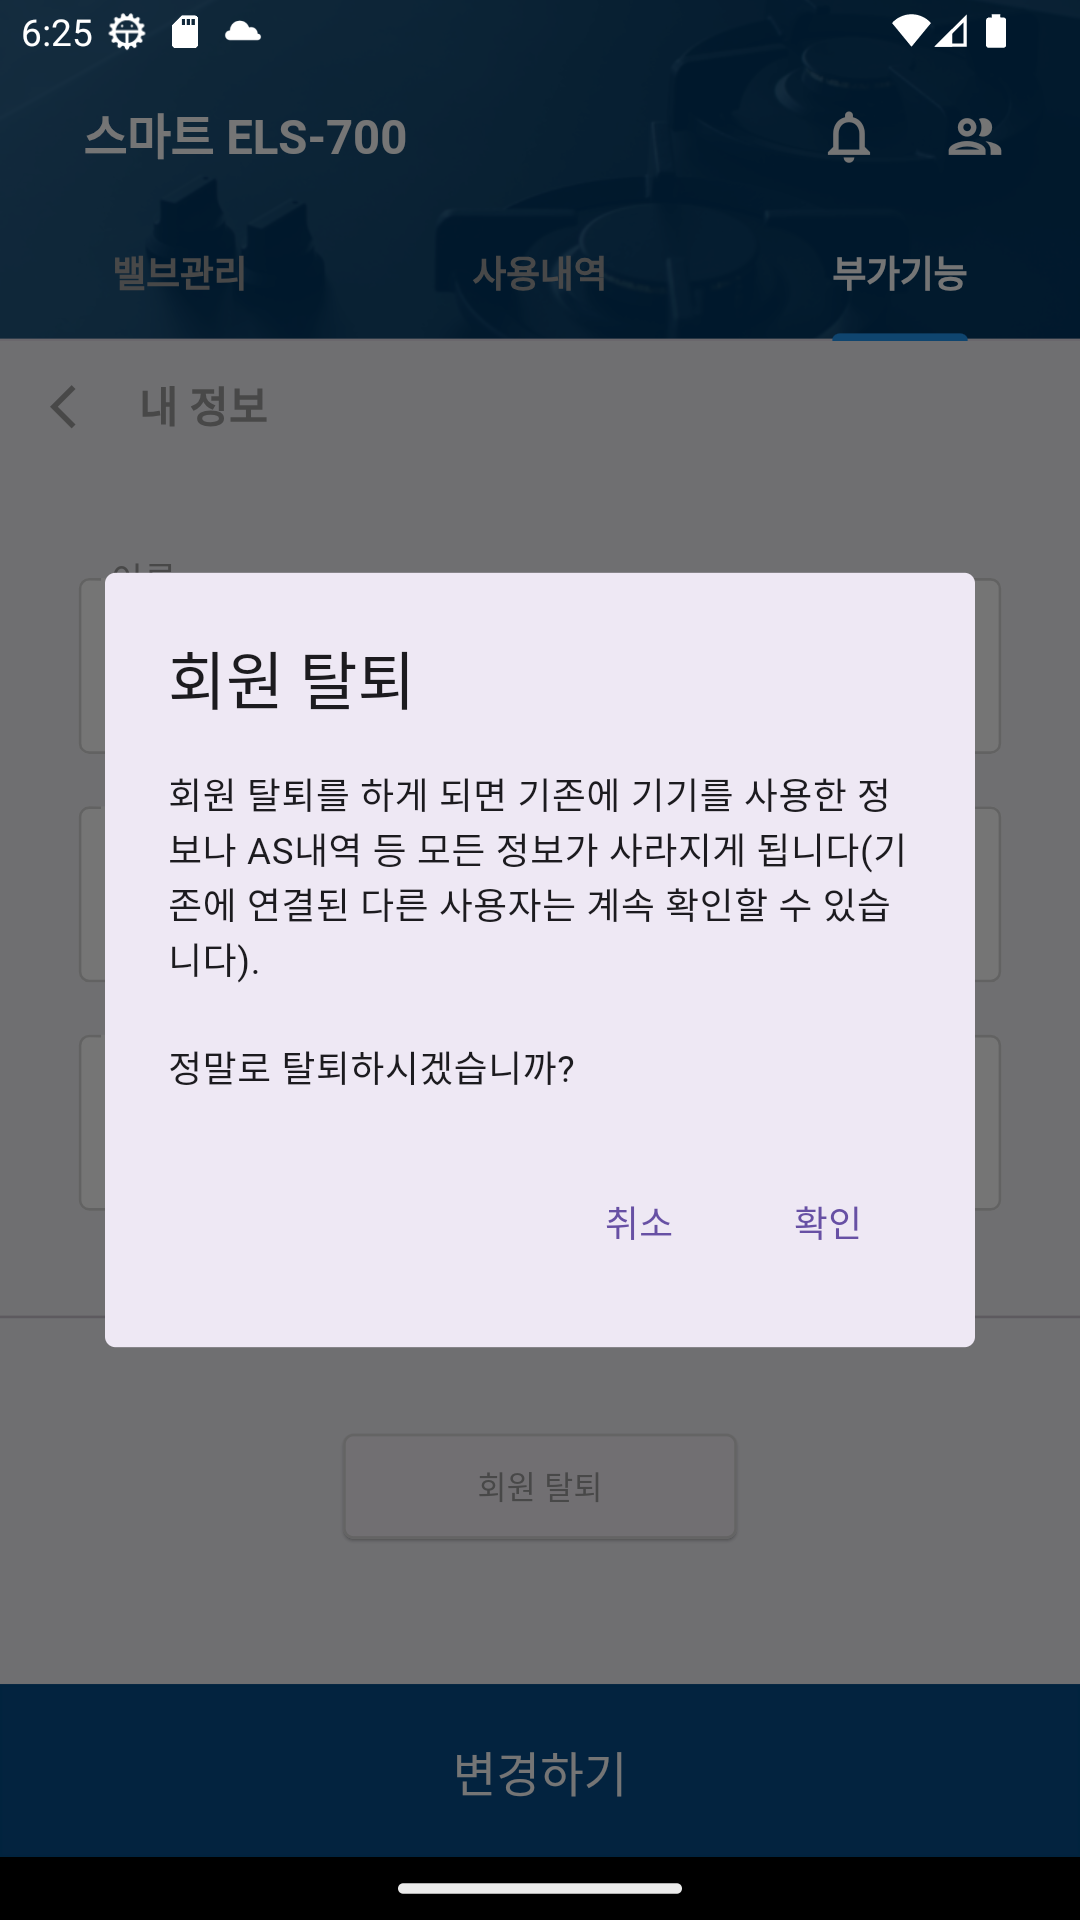 6:25
스마트 ELS-700
밸브관리
사용내역
부가기능
내 정보
회원 탈퇴
회원 탈퇴를 하게 되면 기존에 기기를 사용한 정
보나 AS내역 등 모든 정보가 사라지게 됩니다(기
존에 연결된 다른 사용자는 계속 확인할 수 있습
니다).
정말로 탈퇴하시겠습니까?
취소
확인
회원 탈퇴
변경하기